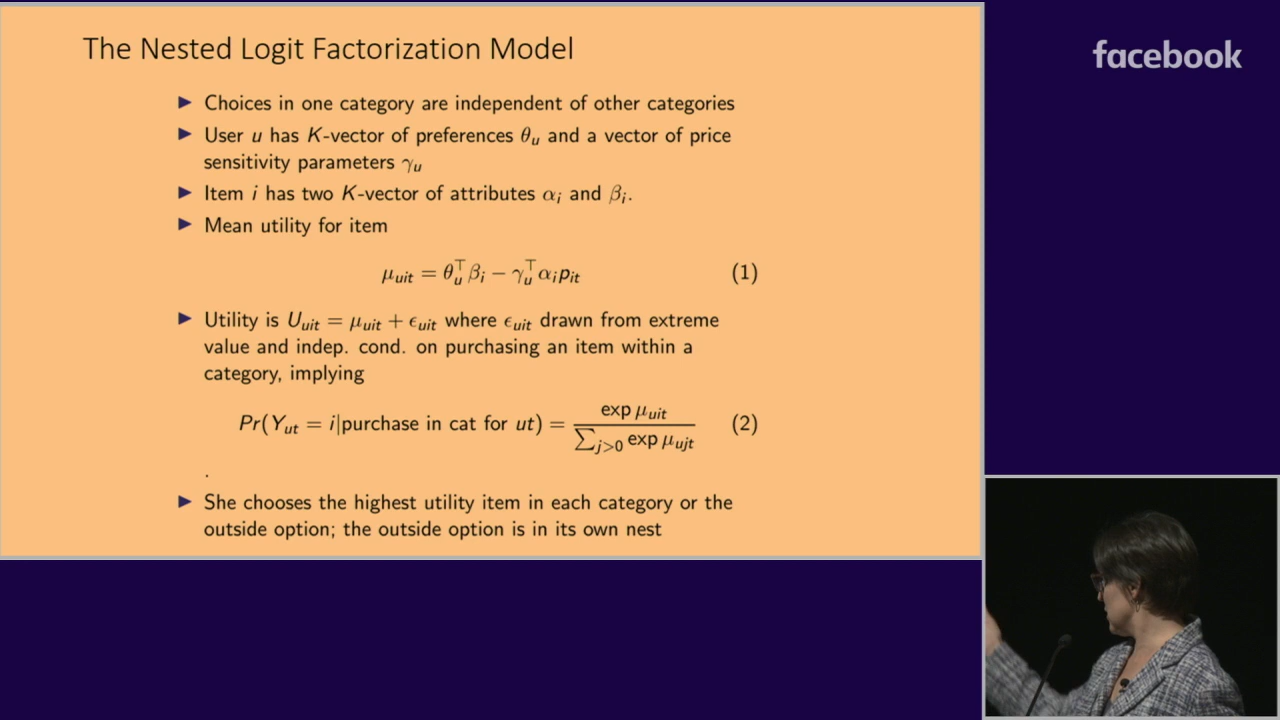 The Nested Logit Factorization Model
facebook
▶ Choices in one category are independent of other categories
▶ User u has K-vector of preferences θ_u and a vector of price
sensitivity parameters γ_u
▶ Item i has two K-vector of attributes α_i and β_i.
▶ Mean utility for item
μ_uit = θ_u^⊤ β_i − γ_u^⊤ α_i p_it (1)
▶ Utility is U_uit = μ_uit + ϵ_uit where ϵ_uit drawn from extreme
value and indep. cond. on purchasing an item within a
category, implying
Pr(Y_ut = i|purchase in cat for ut) = exp μ_uit / ∑_j>0 exp μ_ujt (2)
.
▶ She chooses the highest utility item in each category or the
outside option; the outside option is in its own nest